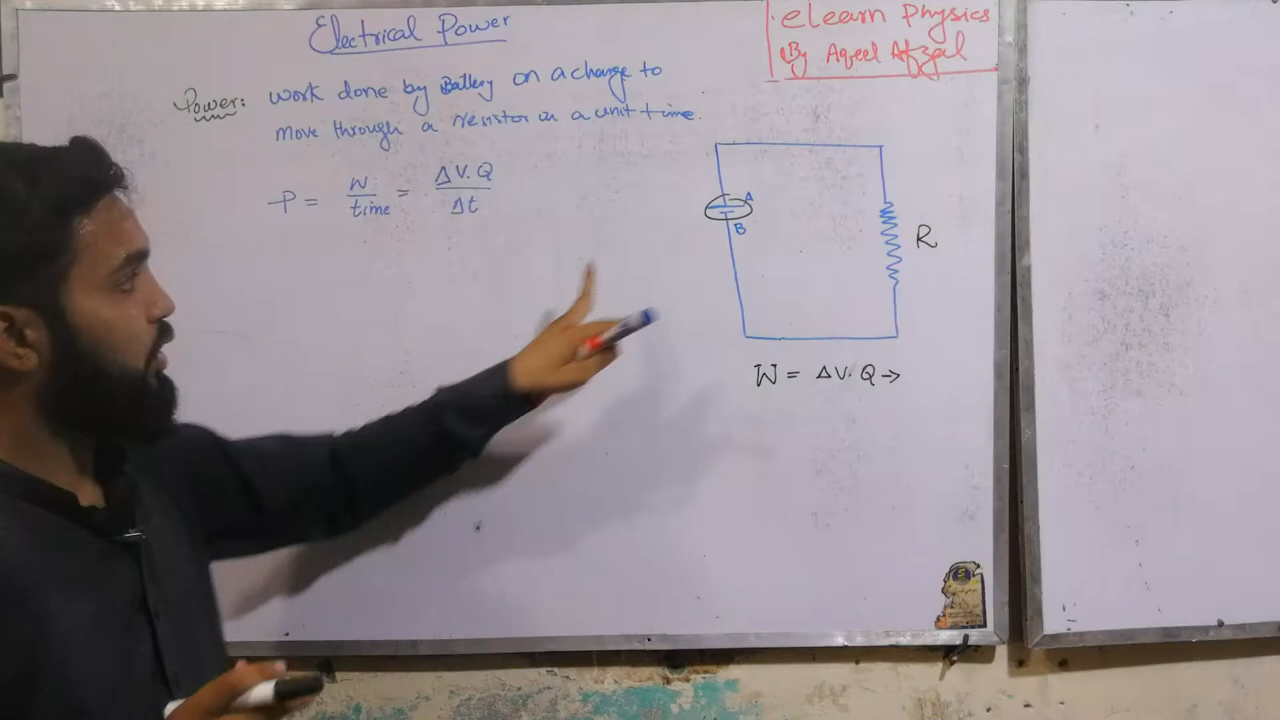 Electrical Power
eLearn Physics
By Aqeel Afzal
Power: work done by Battery on a charge to
move through a resistor in a unit time.
P = W/time = ΔV.Q/Δt
A
B
R
W = ΔV.Q →